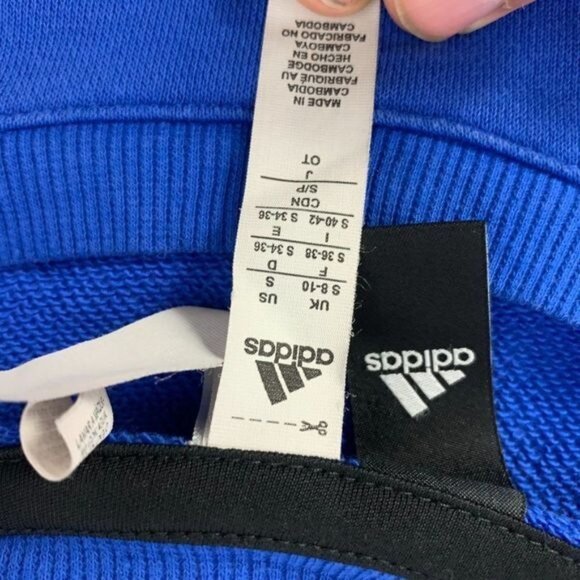 adidas
adidas
UK US
S 8-10 S
F D
S 36-38 S 34-36
I E
S 40-42 S 34-36
CDN
S/P
J
OT
MADE IN
CAMBODIA
FABRIQUÉ AU
CAMBODGE
HECHO EN
CAMBOYA
FABRICADO NO
CAMBODIA